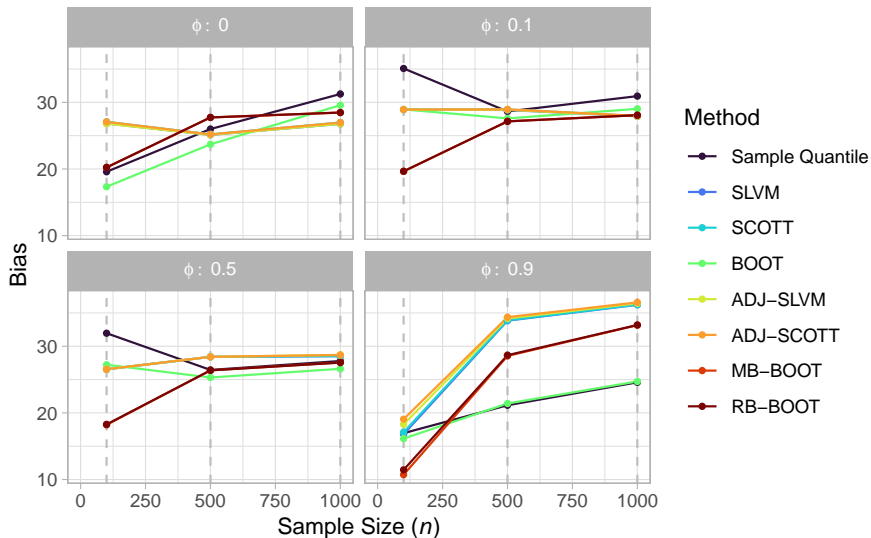 ϕ: 0
ϕ: 0.1
30
20
10
Bias
ϕ: 0.5
ϕ: 0.9
30
20
10
0
250
500
750
1000
0
250
500
750
1000
Sample Size (n)
Method
Sample Quantile
SLVM
SCOTT
BOOT
ADJ−SLVM
ADJ−SCOTT
MB−BOOT
RB−BOOT